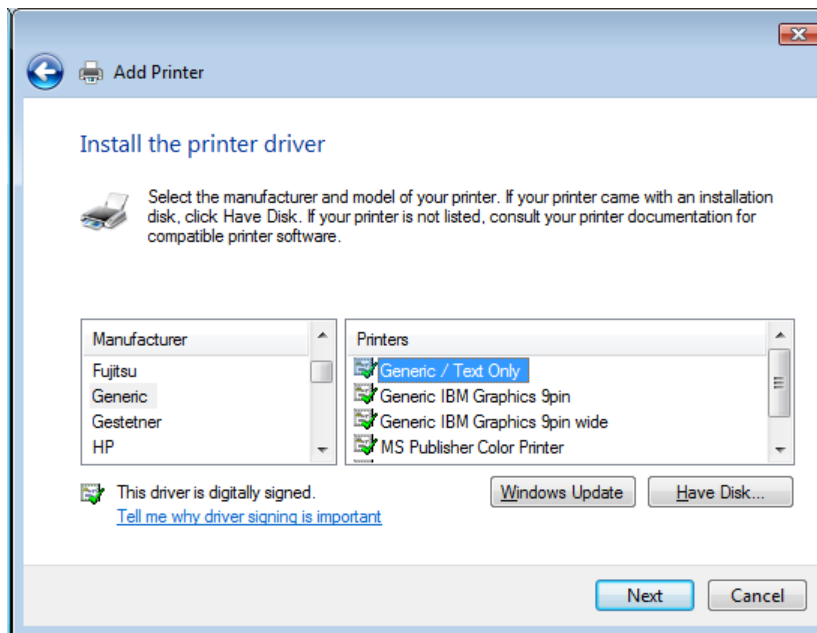 Add Printer
Install the printer driver
Select the manufacturer and model of your printer. If your printer came with an installation
disk, click Have Disk. If your printer is not listed, consult your printer documentation for
compatible printer software.
Manufacturer
Fujitsu
Generic
Gestetner
HP
Printers
Generic / Text Only
Generic IBM Graphics 9pin
Generic IBM Graphics 9pin wide
MS Publisher Color Printer
This driver is digitally signed.
Tell me why driver signing is important
Windows Update
Have Disk...
Next
Cancel